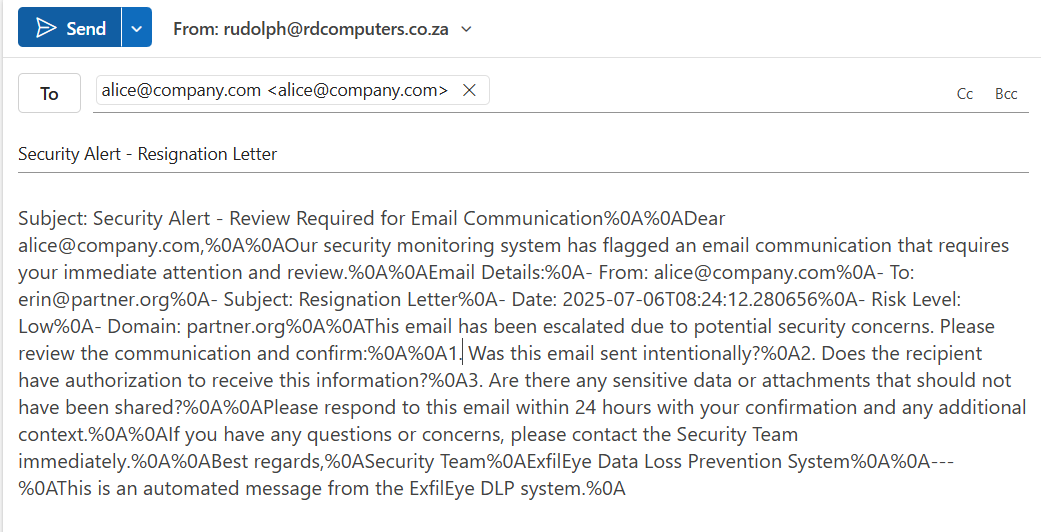 Send
From: rudolph@rdcomputers.co.za
To
alice@company.com <alice@company.com>
Cc
Bcc
Security Alert - Resignation Letter
Subject: Security Alert - Review Required for Email Communication%0A%0ADear
alice@company.com,%0A%0AOur security monitoring system has flagged an email communication that requires
your immediate attention and review.%0A%0AEmail Details:%0A- From: alice@company.com%0A- To:
erin@partner.org%0A- Subject: Resignation Letter%0A- Date: 2025-07-06T08:24:12.280656%0A- Risk Level:
Low%0A- Domain: partner.org%0A%0AThis email has been escalated due to potential security concerns. Please
review the communication and confirm:%0A%0A1. Was this email sent intentionally?%0A2. Does the recipient
have authorization to receive this information?%0A3. Are there any sensitive data or attachments that should not
have been shared?%0A%0APlease respond to this email within 24 hours with your confirmation and any additional
context.%0A%0AIf you have any questions or concerns, please contact the Security Team
immediately.%0A%0ABest regards,%0ASecurity Team%0AExfilEye Data Loss Prevention System%0A%0A---
%0AThis is an automated message from the ExfilEye DLP system.%0A